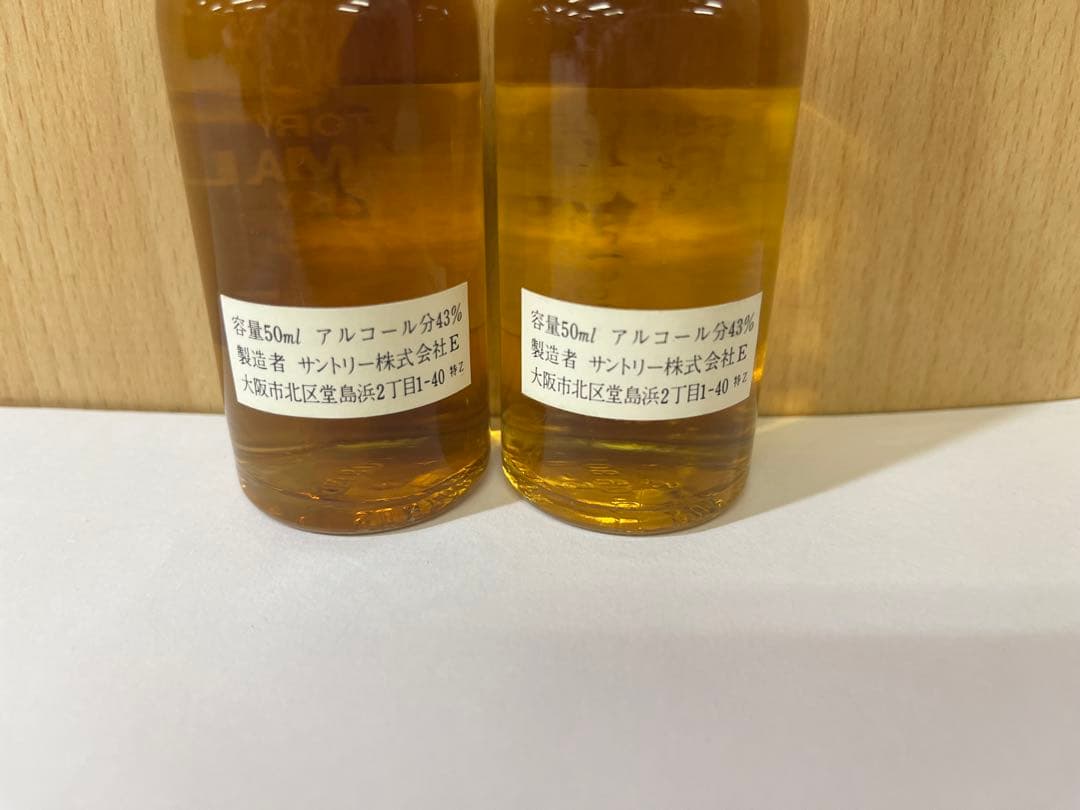 容量50ml アルコール分43%
製造者 サントリー株式会社E
大阪市北区堂島浜2丁目1-40 特乙
容量50ml アルコール分43%
製造者 サントリー株式会社E
大阪市北区堂島浜2丁目1-40 特乙